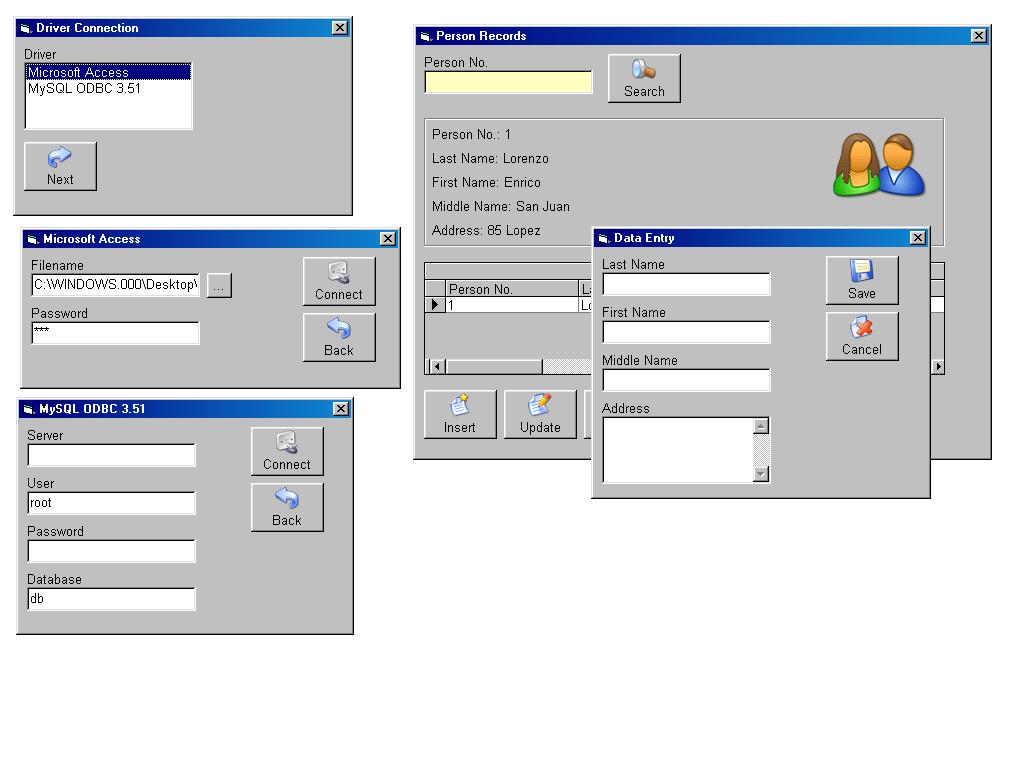 Driver Connection
Driver
Microsoft Access
MySQL ODBC 3.51
Next
Microsoft Access
Filename
C:\WINDOWS.000\Desktop\
...
Connect
Password
***
Back
MySQL ODBC 3.51
Server
Connect
User
root
Back
Password
Database
db
Person Records
Person No.
Search
Person No.: 1
Last Name: Lorenzo
First Name: Enrico
Middle Name: San Juan
Address: 85 Lopez
Person No.
1
Insert
Update
Data Entry
Last Name
Save
First Name
Cancel
Middle Name
Address